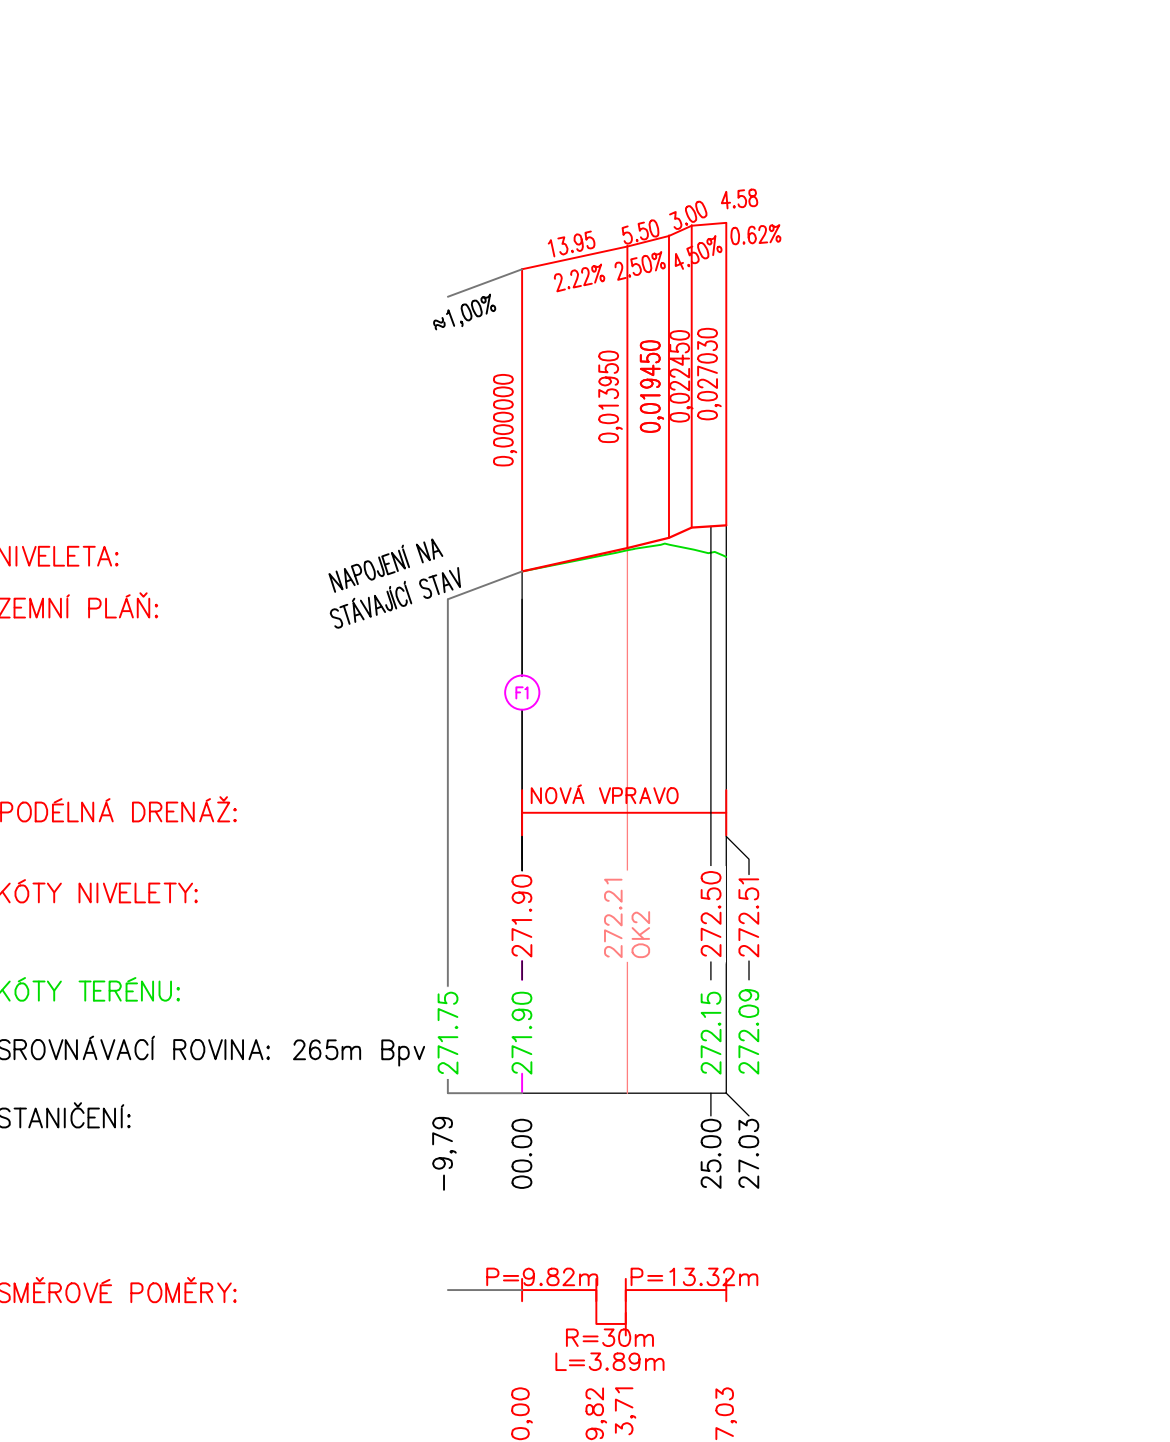 13.95
5.50
3.00
4.58
2.22%
2.50%
4.50%
0.62%
≈1,00%
0,000000
0,013950
0,019450
0,022450
0,027030
NIVELETA:
ZEMNÍ PLÁŇ:
NAPOJENÍ NA
STÁVAJÍCÍ STAV
F1
NOVÁ VPRAVO
PODÉLNÁ DRENÁŽ:
KÓTY NIVELETY:
271.90
272.21
OK2
272.50
272.51
KÓTY TERÉNU:
271.75
271.90
272.15
272.09
SROVNÁVACÍ ROVINA: 265m Bpv
STANIČENÍ:
-9,79
00.00
25.00
27.03
SMĚROVÉ POMĚRY:
P=9.82m
P=13.32m
R=30m
L=3.89m
0,00
9,82
3,71
7,03